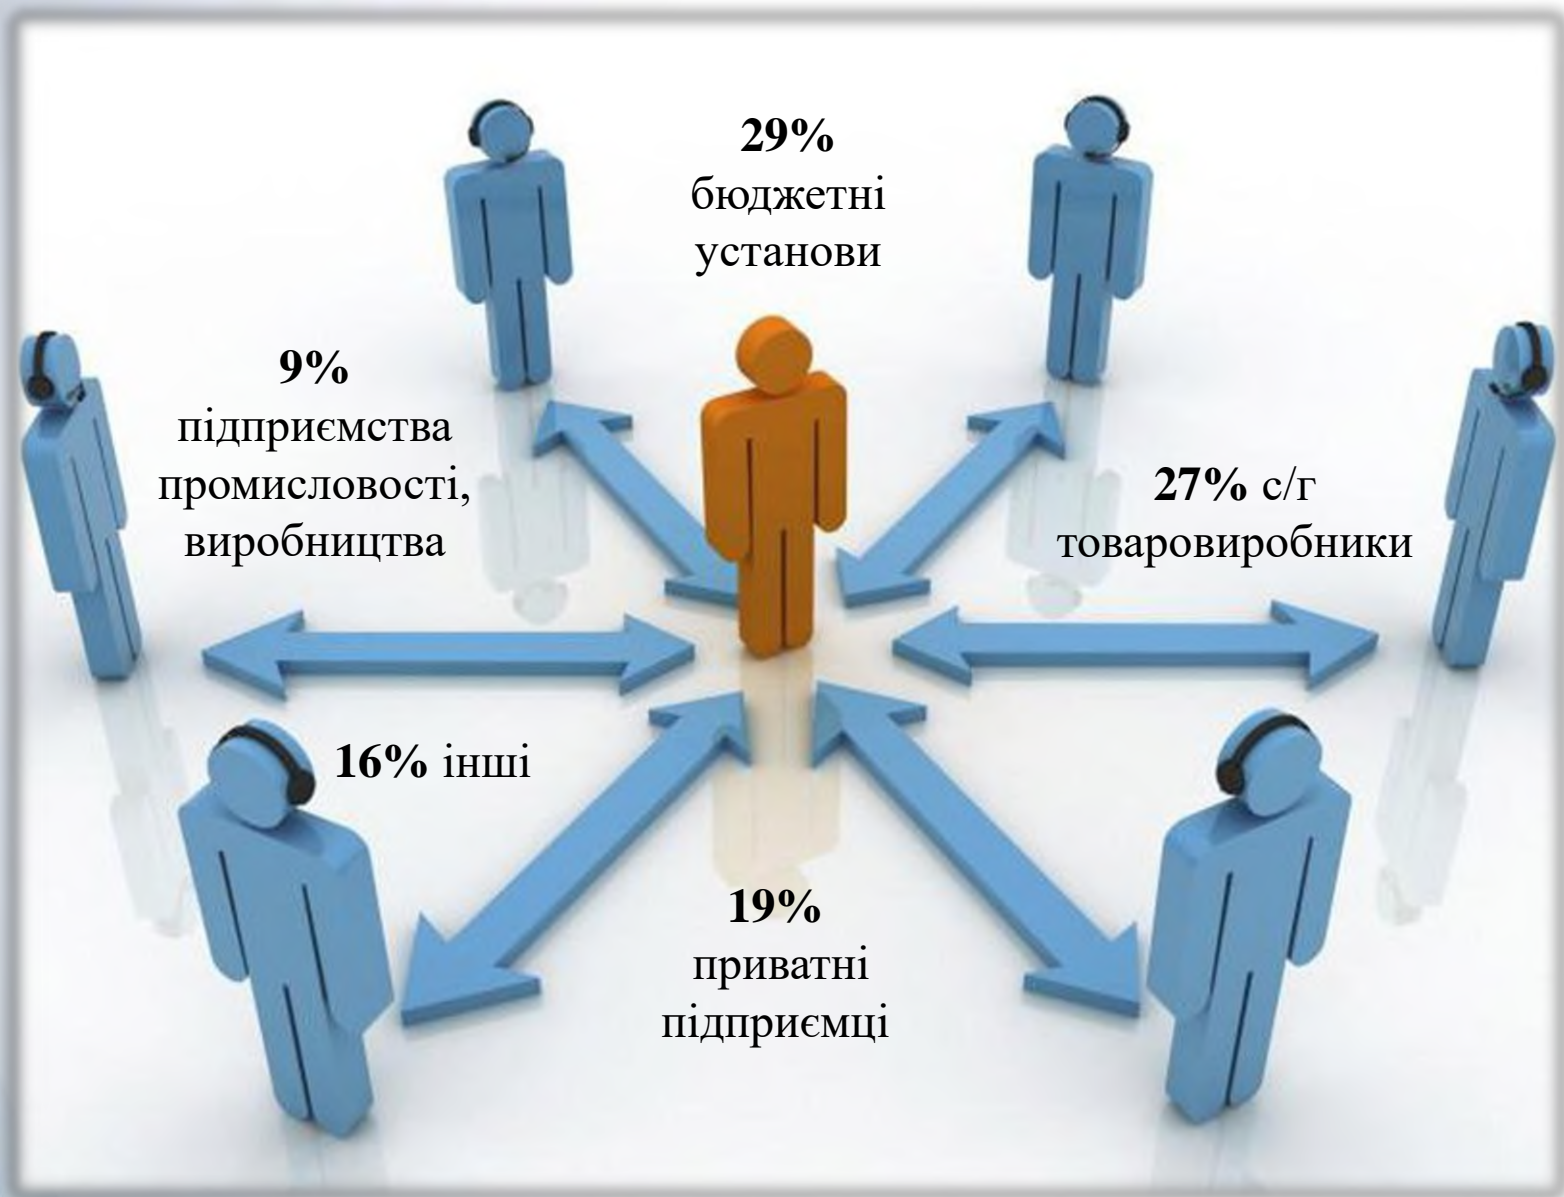 29%
бюджетні
установи
9%
підприємства
промисловості,
виробництва
27% с/г
товаровиробники
16% інші
19%
приватні
підприємці